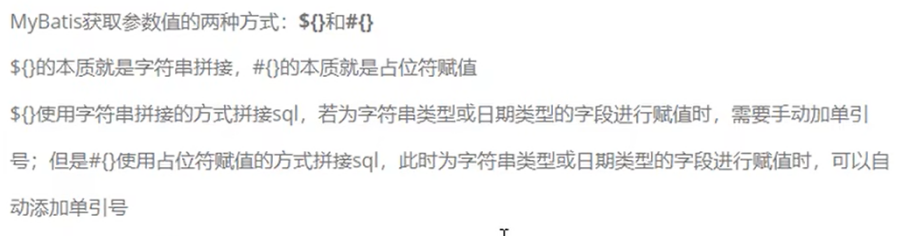 MyBatis获取参数值的两种方式：${}和#{}
${}的本质就是字符串拼接，#{}的本质就是占位符赋值
${}使用字符串拼接的方式拼接sql，若为字符串类型或日期类型的字段进行赋值时，需要手动加单引
号；但是#{}使用占位符赋值的方式拼接sql，此时为字符串类型或日期类型的字段进行赋值时，可以自
动添加单引号